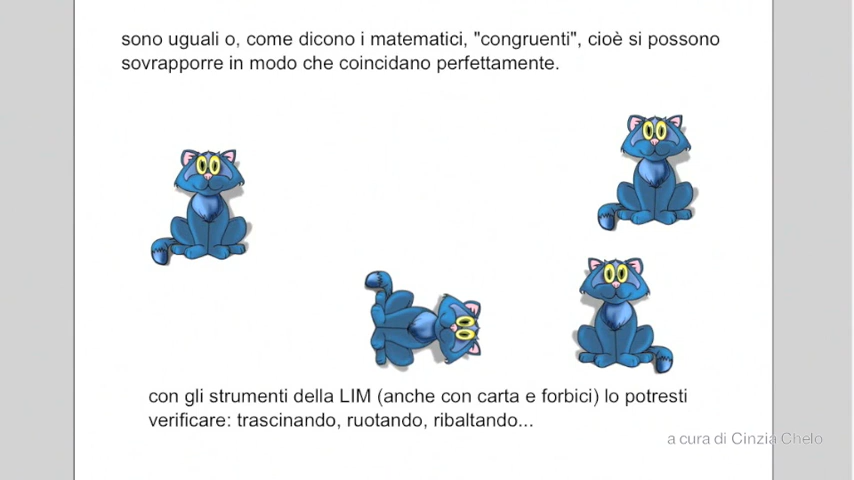 sono uguali o, come dicono i matematici, "congruenti", cioè si possono
sovrapporre in modo che coincidano perfettamente.
con gli strumenti della LIM (anche con carta e forbici) lo potresti
verificare: trascinando, ruotando, ribaltando...
a cura di Cinzia Chelo